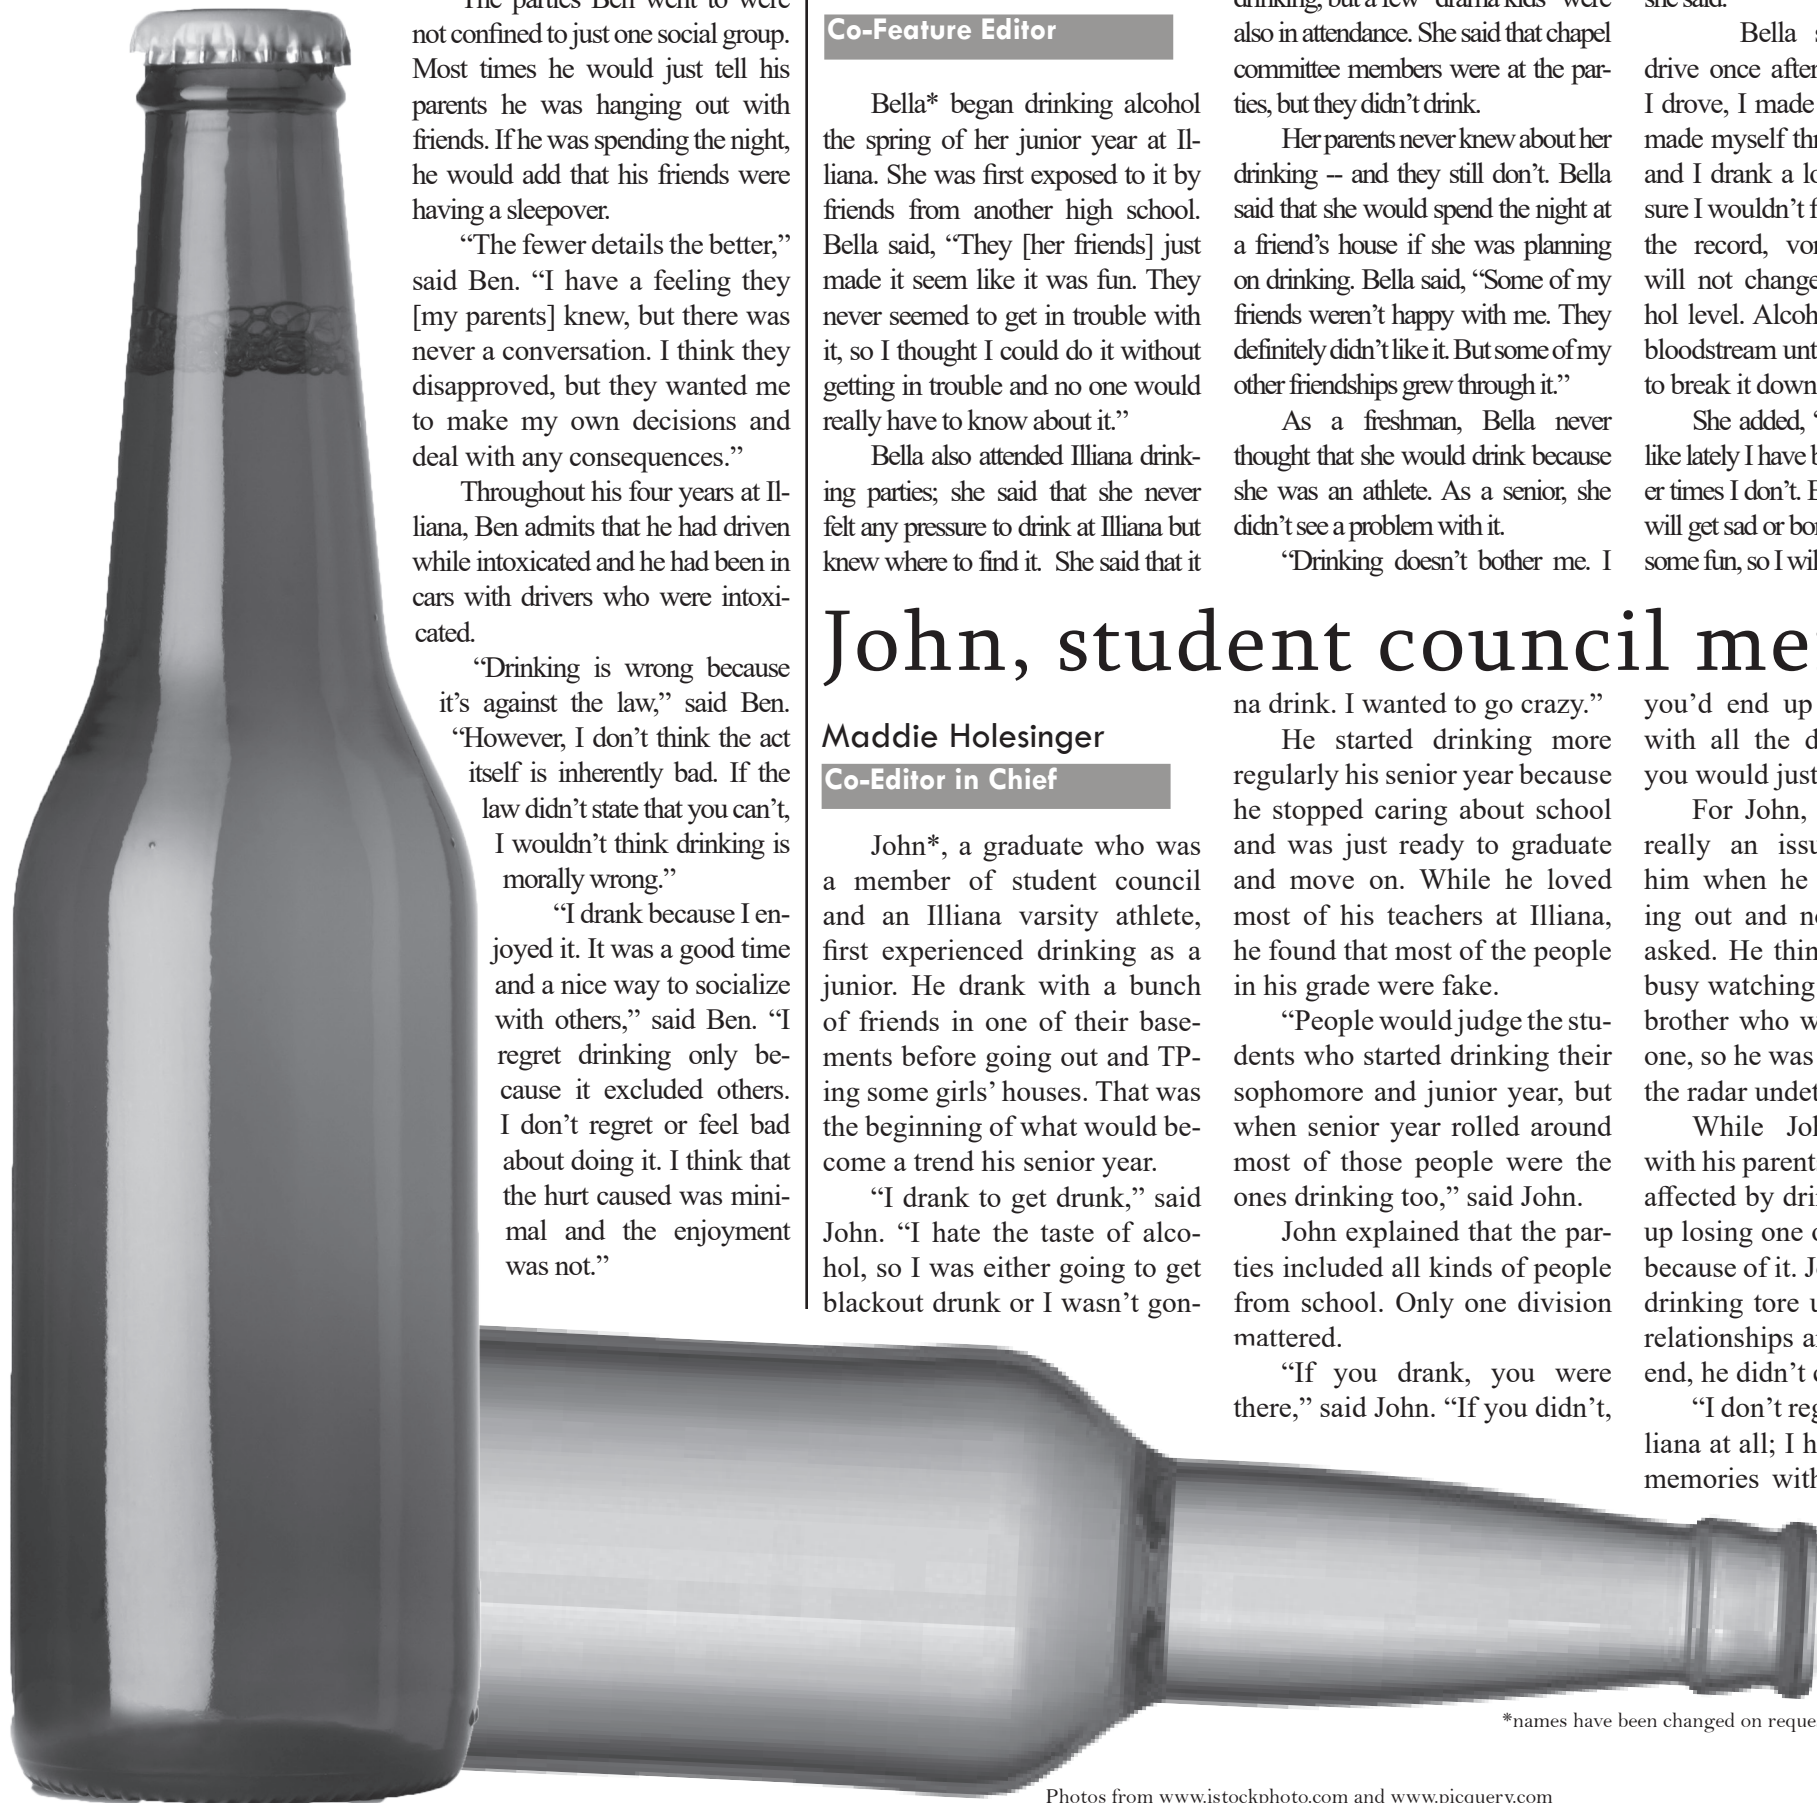 The parties Ben went to were
not confined to just one social group.
Most times he would just tell his
parents he was hanging out with
friends. If he was spending the night,
he would add that his friends were
having a sleepover.
“The fewer details the better,”
said Ben. “I have a feeling they
[my parents] knew, but there was
never a conversation. I think they
disapproved, but they wanted me
to make my own decisions and
deal with any consequences.”
Throughout his four years at Il-
liana, Ben admits that he had driven
while intoxicated and he had been in
cars with drivers who were intoxi-
cated.
“Drinking is wrong because
it’s against the law,” said Ben.
“However, I don’t think the act
itself is inherently bad. If the
law didn’t state that you can’t,
I wouldn’t think drinking is
morally wrong.”
“I drank because I en-
joyed it. It was a good time
and a nice way to socialize
with others,” said Ben. “I
regret drinking only be-
cause it excluded others.
I don’t regret or feel bad
about doing it. I think that
the hurt caused was mini-
mal and the enjoyment
was not.”
Co-Feature Editor
Bella* began drinking alcohol
the spring of her junior year at Il-
liana. She was first exposed to it by
friends from another high school.
Bella said, “They [her friends] just
made it seem like it was fun. They
never seemed to get in trouble with
it, so I thought I could do it without
getting in trouble and no one would
really have to know about it.”
Bella also attended Illiana drink-
ing parties; she said that she never
felt any pressure to drink at Illiana but
knew where to find it. She said that it
drinking, but a few “drama kids” were
also in attendance. She said that chapel
committee members were at the par-
ties, but they didn’t drink.
Her parents never knew about her
drinking -- and they still don’t. Bella
said that she would spend the night at
a friend’s house if she was planning
on drinking. Bella said, “Some of my
friends weren’t happy with me. They
definitely didn’t like it. But some of my
other friendships grew through it.”
As a freshman, Bella never
thought that she would drink because
she was an athlete. As a senior, she
didn’t see a problem with it.
“Drinking doesn’t bother me. I
she said.
Bella
drive once after
I drove, I made
made myself
and I drank a
sure I wouldn’t
the record,
will not change
hol level.
bloodstream
to break it down
She added,
like lately I have
er times I don’t.
will get sad or
some fun, so I
John, student council
Maddie Holesinger
Co-Editor in Chief
John*, a graduate who was
a member of student council
and an Illiana varsity athlete,
first experienced drinking as a
junior. He drank with a bunch
of friends in one of their base-
ments before going out and TP-
ing some girls’ houses. That was
the beginning of what would be-
come a trend his senior year.
“I drank to get drunk,” said
John. “I hate the taste of alco-
hol, so I was either going to get
blackout drunk or I wasn’t gon-
na drink. I wanted to go crazy.”
He started drinking more
regularly his senior year because
he stopped caring about school
and was just ready to graduate
and move on. While he loved
most of his teachers at Illiana,
he found that most of the people
in his grade were fake.
“People would judge the stu-
dents who started drinking their
sophomore and junior year, but
when senior year rolled around
most of those people were the
ones drinking too,” said John.
John explained that the par-
ties included all kinds of people
from school. Only one division
mattered.
“If you drank, you were
there,” said John. “If you didn’t,
you’d end up
with all the
you would just
For John,
really an
him when he
ing out and
asked. He
busy watching
brother who
one, so he was
the radar
While
with his
affected by
up losing one
because of it.
drinking tore
relationships
end, he didn’t
“I don’t
liana at all; I
memories with
*names have been changed on
Photos from www.istockphoto.com and www.picquery.com